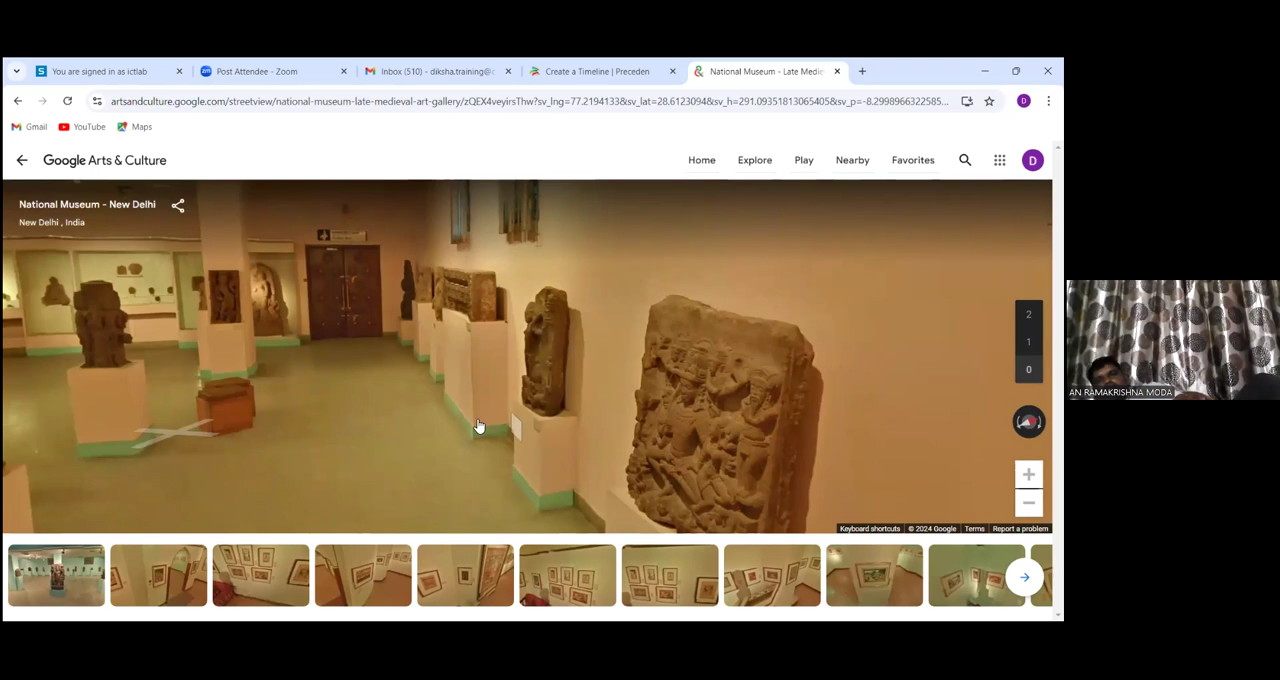 You are signed in as ictlab
Post Attendee - Zoom
Inbox (510) - diksha.training@
Create a Timeline | Preceden
National Museum - Late Medie
artsandculture.google.com/streetview/national-museum-late-medieval-art-gallery/zQEX4veyirsThw?sv_lng=77.2194133&sv_lat=28.6123094&sv_h=291.09351813065405&sv_p=-8.2998966322585...
D
Gmail
YouTube
Maps
Google Arts & Culture
Home
Explore
Play
Nearby
Favorites
D
National Museum - New Delhi
New Delhi , India
2
1
0
AN RAMAKRISHNA MODA
Keyboard shortcuts
© 2024 Google
Terms
Report a problem